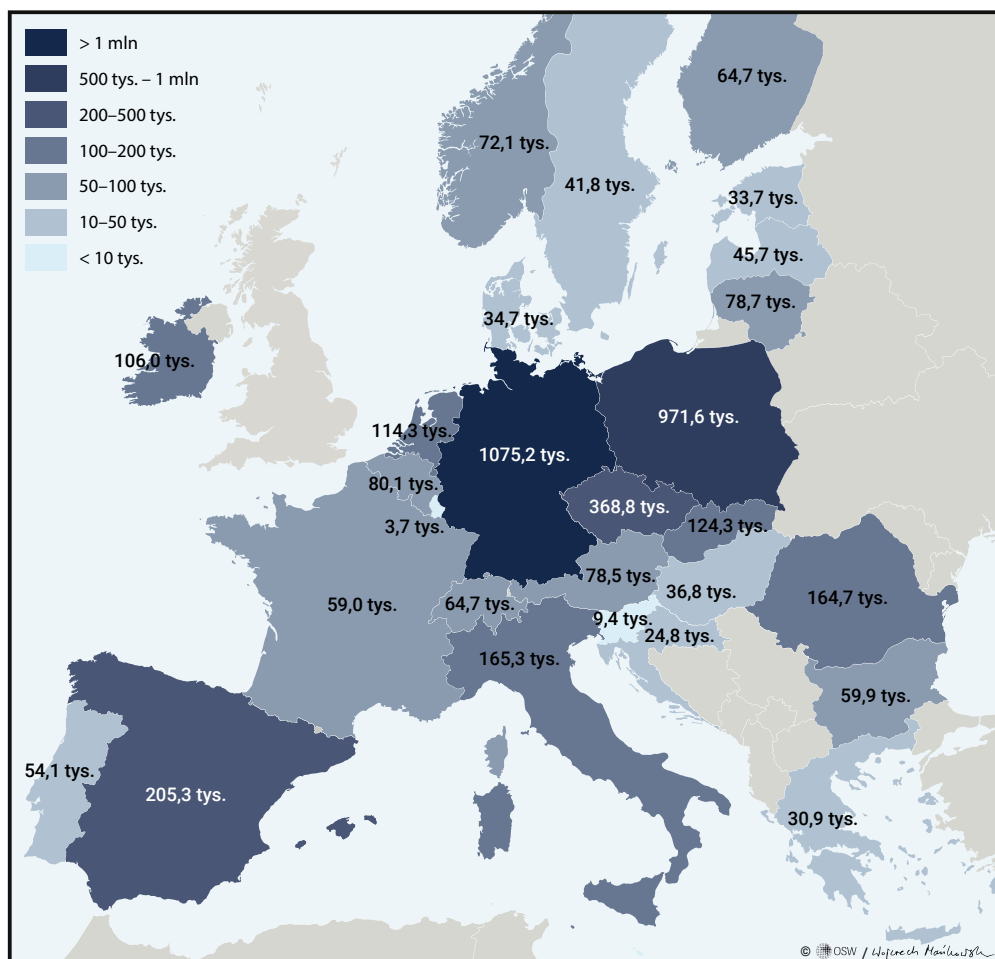 > 1 mln
500 tys. – 1 mln
200–500 tys.
100–200 tys.
50–100 tys.
10–50 tys.
< 10 tys.
64,7 tys.
72,1 tys.
41,8 tys.
33,7 tys.
45,7 tys.
78,7 tys.
34,7 tys.
106,0 tys.
971,6 tys.
114,3 tys.
1075,2 tys.
80,1 tys.
368,8 tys.
3,7 tys.
124,3 tys.
78,5 tys.
36,8 tys.
164,7 tys.
59,0 tys.
64,7 tys.
9,4 tys.
24,8 tys.
165,3 tys.
59,9 tys.
54,1 tys.
205,3 tys.
30,9 tys.
© OSW / Wojciech Mańkowski